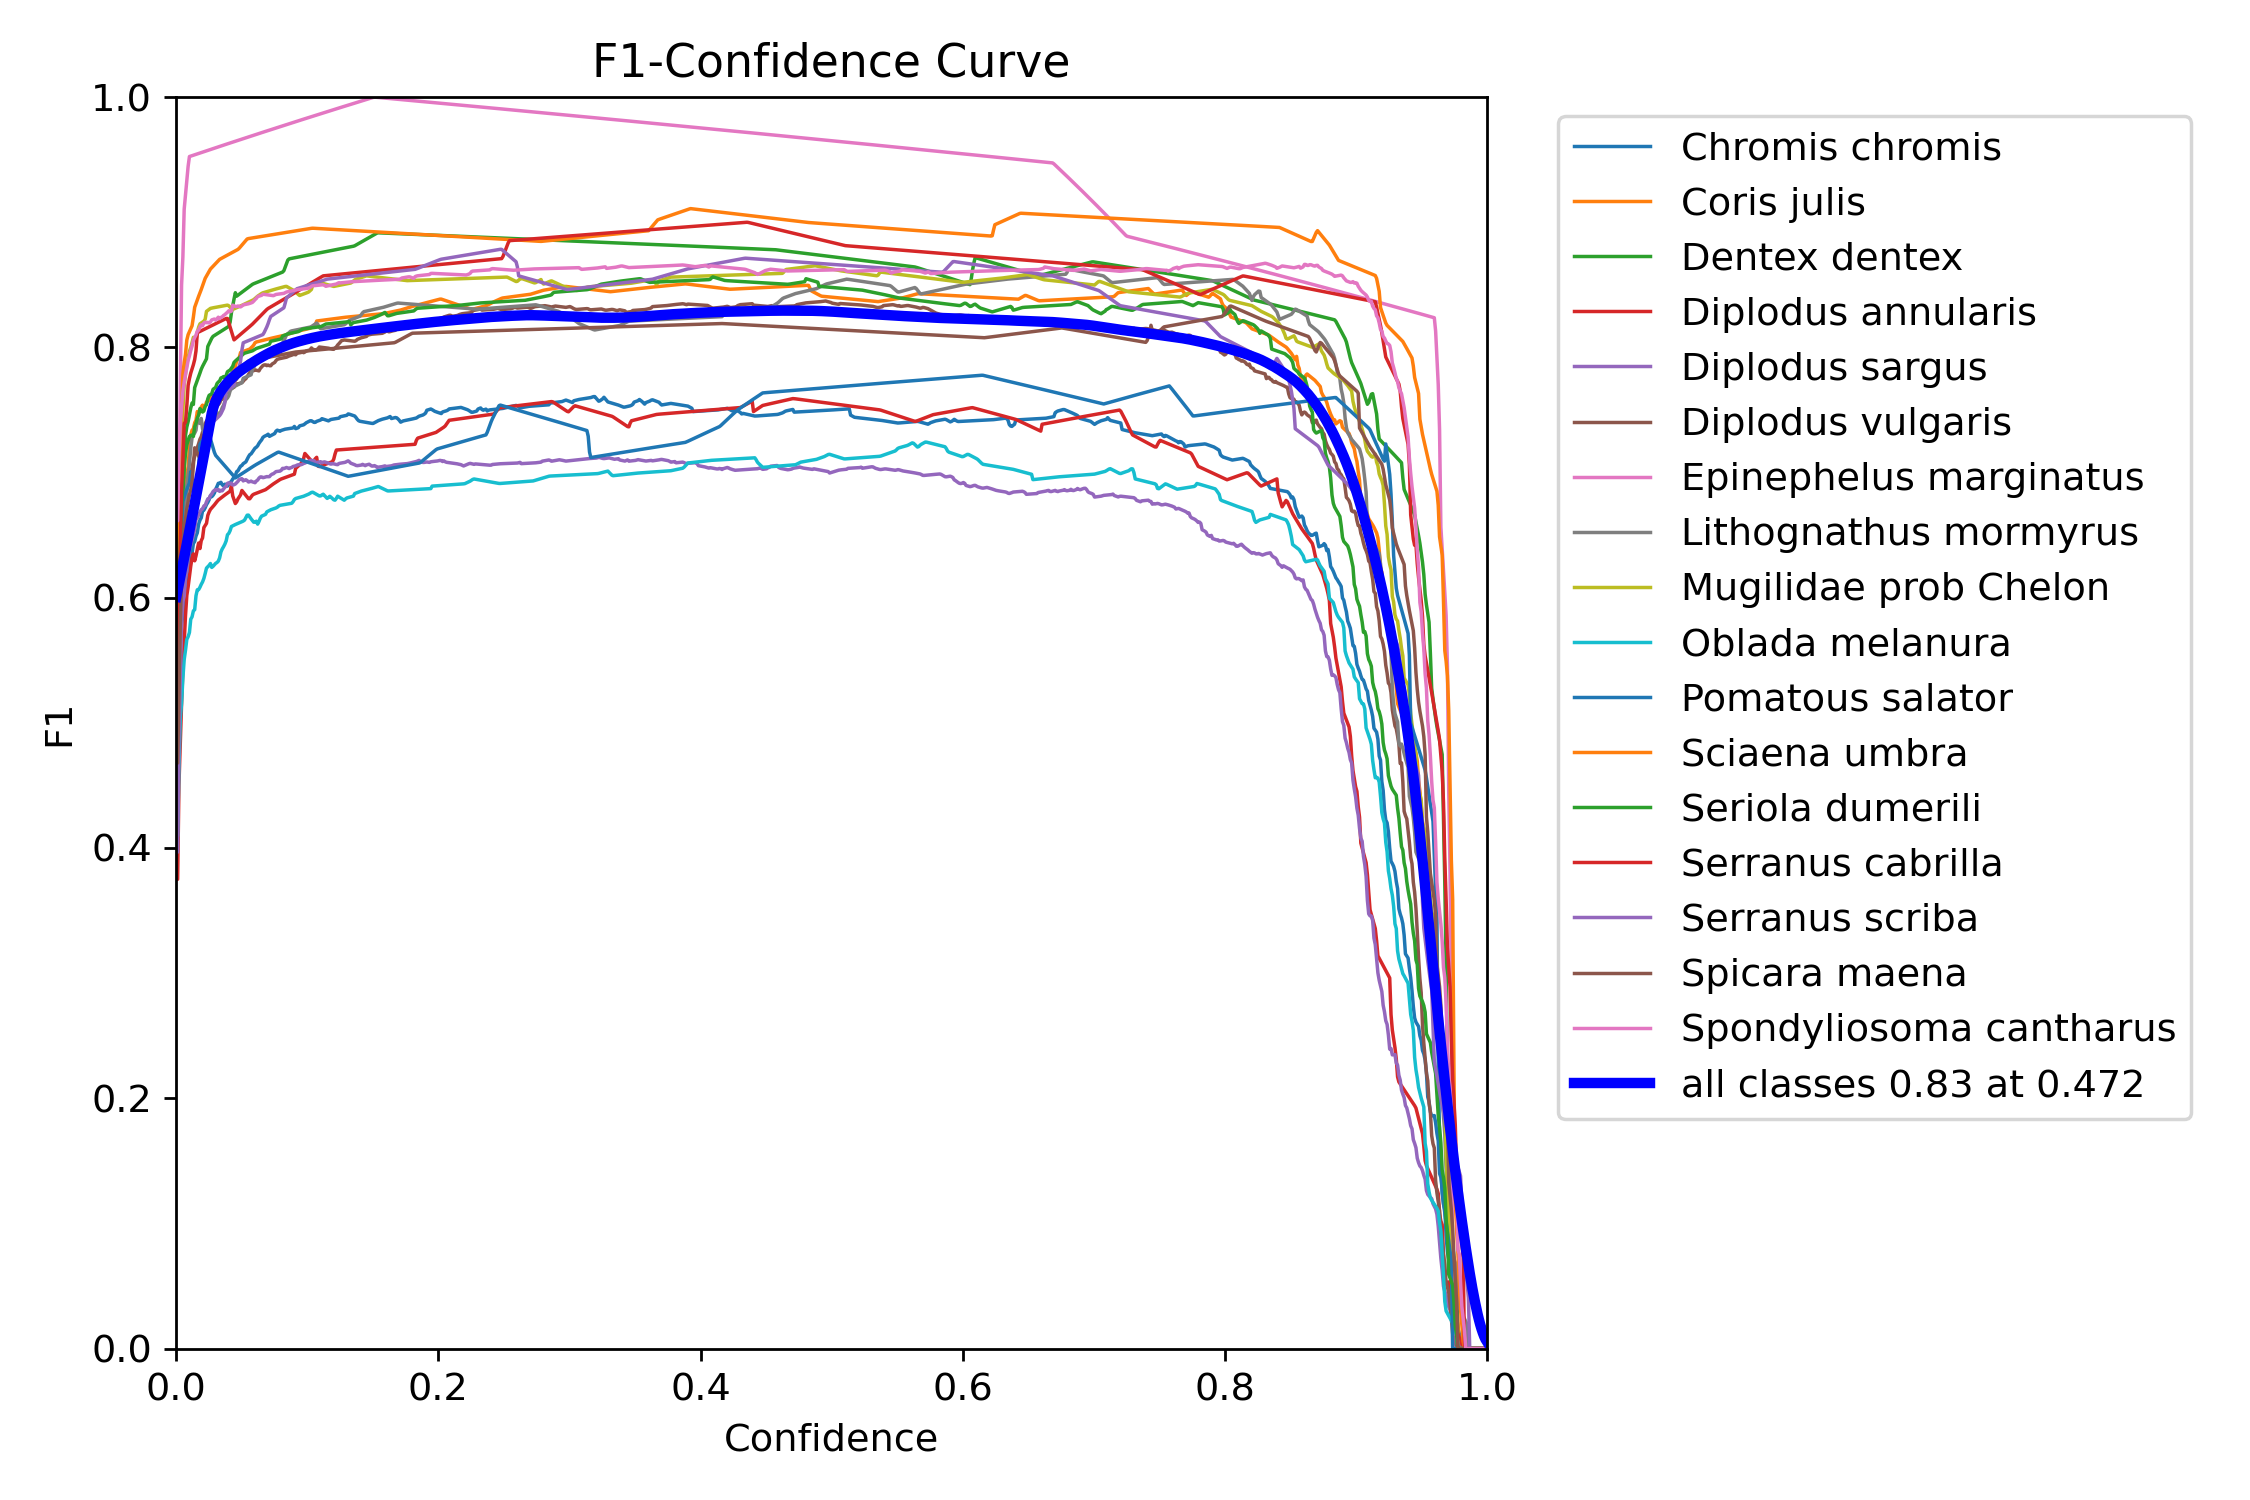 F1-Confidence Curve
1.0
0.8
0.6
0.4
0.2
0.0
F1
0.0 0.2 0.4 0.6 0.8 1.0
Confidence
Chromis chromis
Coris julis
Dentex dentex
Diplodus annularis
Diplodus sargus
Diplodus vulgaris
Epinephelus marginatus
Lithognathus mormyrus
Mugilidae prob Chelon
Oblada melanura
Pomatous salator
Sciaena umbra
Seriola dumerili
Serranus cabrilla
Serranus scriba
Spicara maena
Spondyliosoma cantharus
all classes 0.83 at 0.472